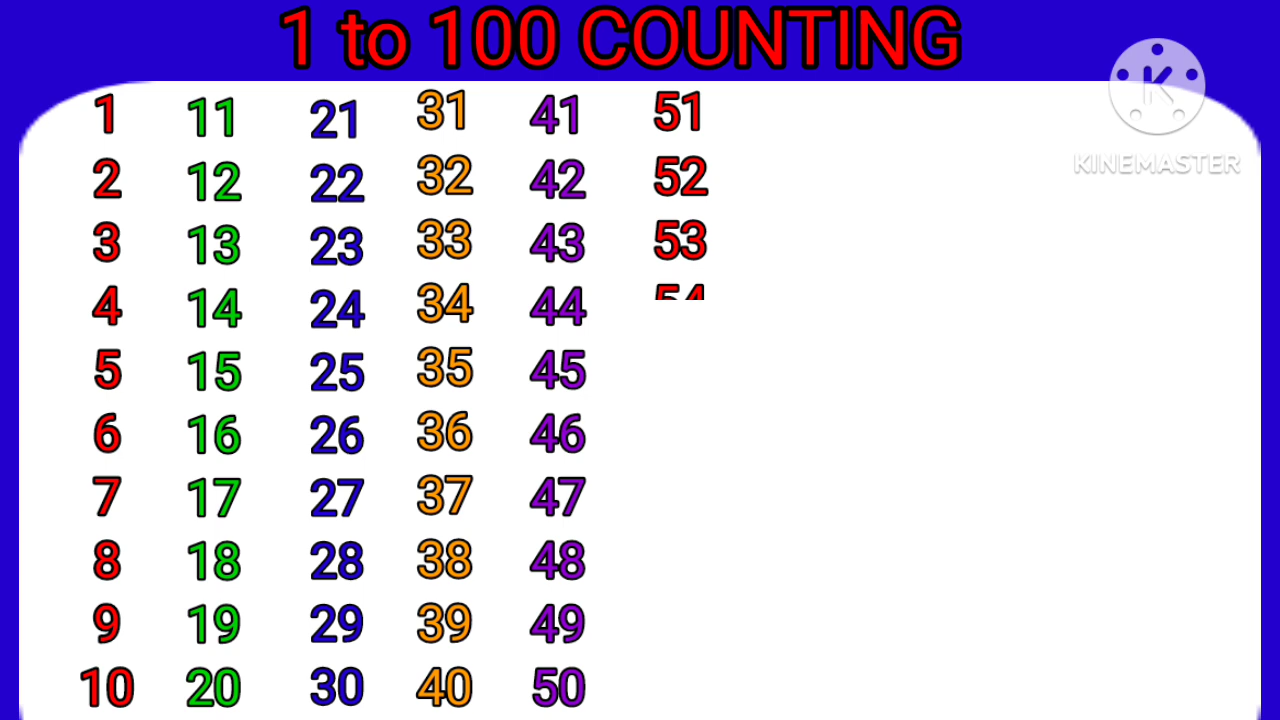 1 to 100 COUNTING
1 11 21 31 41 51
2 12 22 32 42 52
3 13 23 33 43 53
4 14 24 34 44 54
5 15 25 35 45
6 16 26 36 46
7 17 27 37 47
8 18 28 38 48
9 19 29 39 49
10 20 30 40 50
K
KINEMASTER